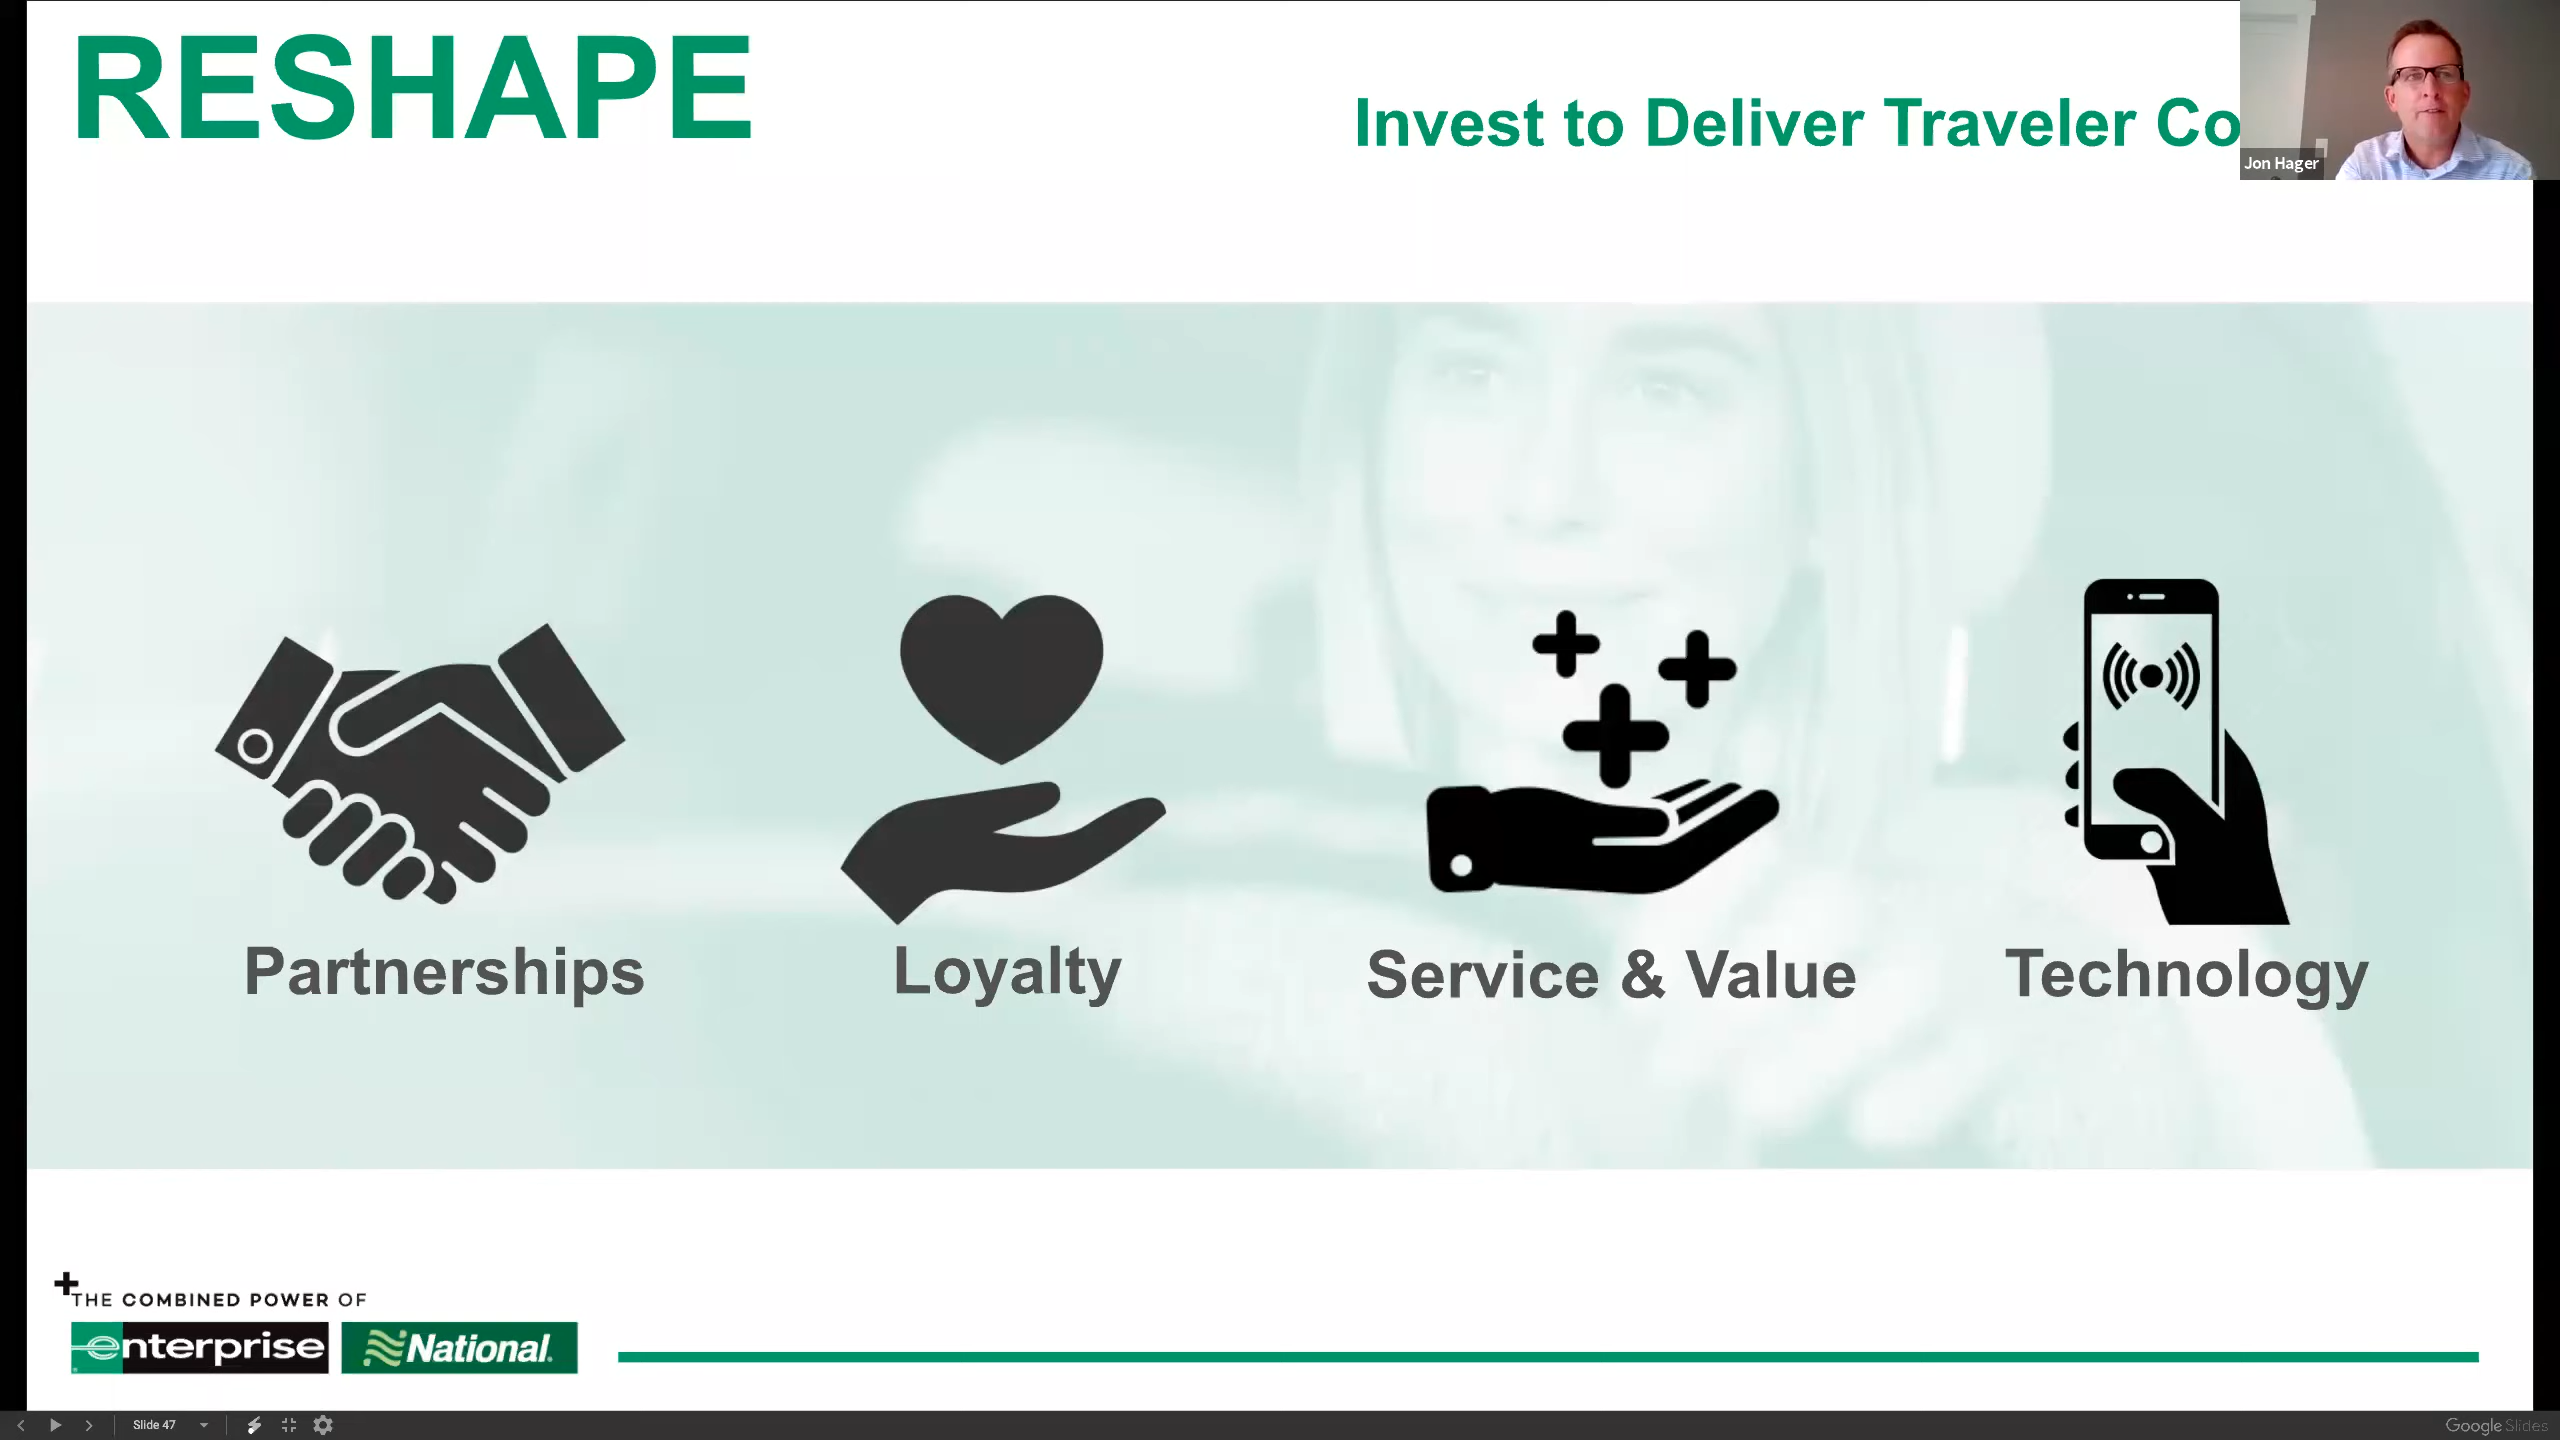 RESHAPE
Invest to Deliver Traveler Co
Jon Hager
Partnerships
Loyalty
Service & Value
Technology
THE COMBINED POWER OF
enterprise
National
Slide 47
Google Slides